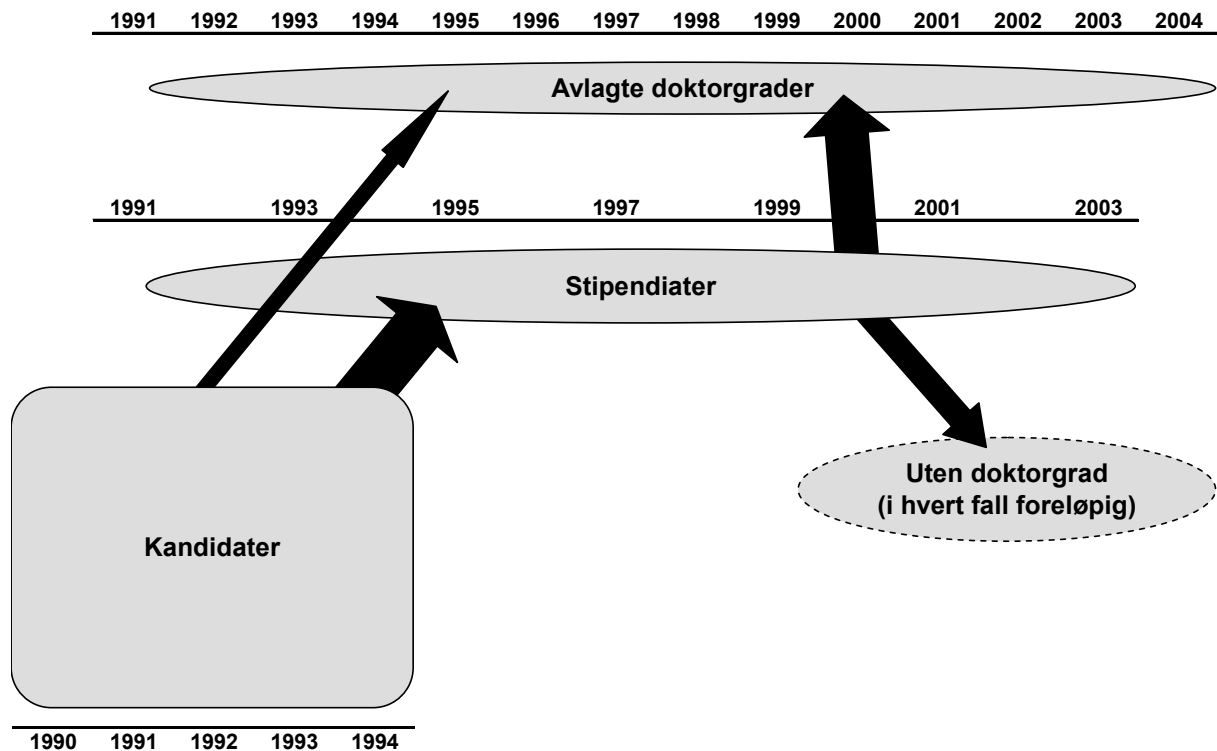 1991 1992 1993 1994 1995 1996 1997 1998 1999 2000 2001 2002 2003 2004
Avlagte doktorgrader
1991 1993 1995 1997 1999 2001 2003
Stipendiater
Uten doktorgrad
(i hvert fall foreløpig)
Kandidater
1990 1991 1992 1993 1994